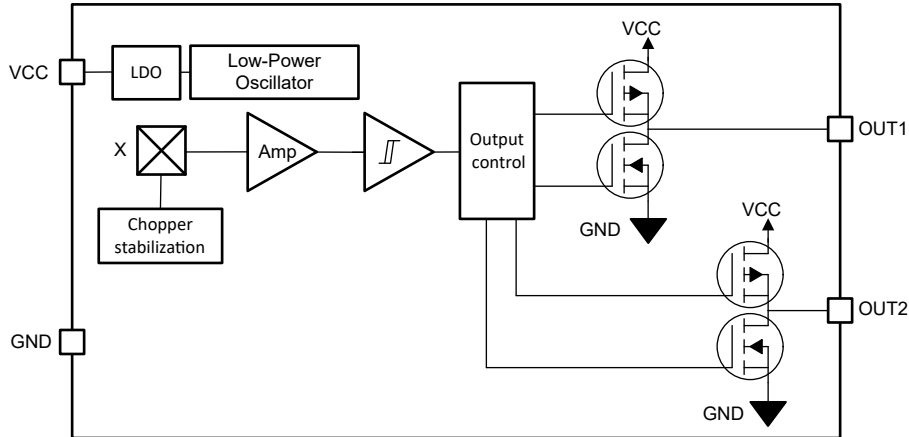 VCC
LDO
Low-Power
Oscillator
VCC
OUT1
X
Amp
Output
control
Chopper
stabilization
GND
VCC
GND
OUT2
GND